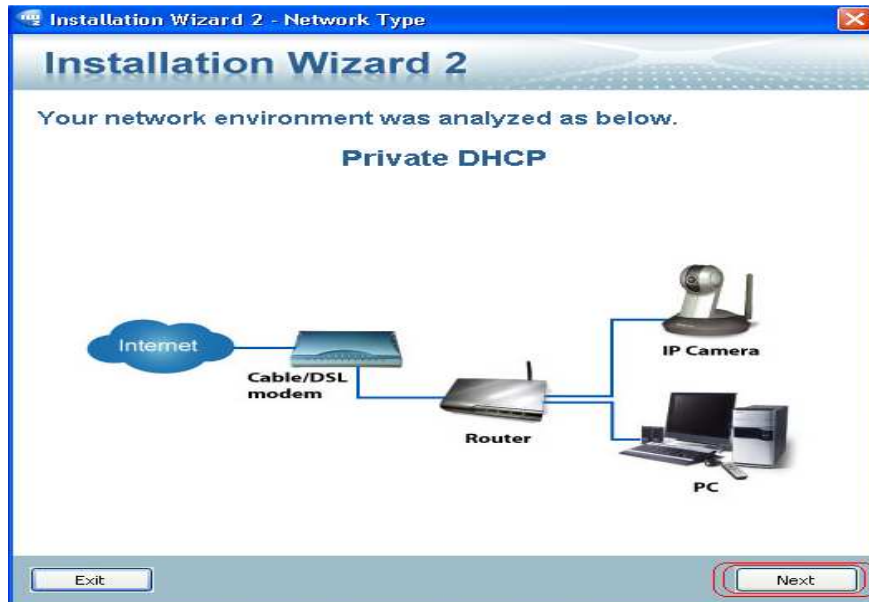 Installation Wizard 2 - Network Type
Installation Wizard 2
Your network environment was analyzed as below.
Private DHCP
Internet
Cable/DSL
modem
Router
IP Camera
PC
Exit
Next